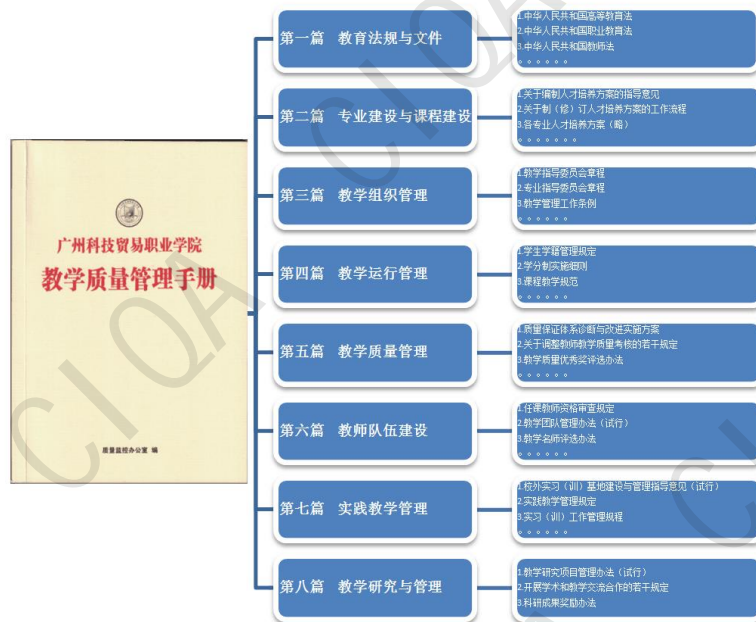 广州科技贸易职业学院
教学质量管理手册
质量监控办公室 编
第一篇 教育法规与文件
1.中华人民共和国高等教育法
2.中华人民共和国职业教育法
3.中华人民共和国教师法
。。。。。。
第二篇 专业建设与课程建设
1.关于编制人才培养方案的指导意见
2.关于制（修）订人才培养方案的工作流程
3.各专业人才培养方案（略）
。。。。。。。
第三篇 教学组织管理
1.教学指导委员会章程
2.专业指导委员会章程
3.教学管理工作条例
。。。。。。
第四篇 教学运行管理
1.学生学籍管理规定
2.学分制实施细则
3.课程教学规范
。。。。。。
第五篇 教学质量管理
1.质量保证体系诊断与改进实施方案
2.关于调整教师教学质量考核的若干规定
3.教学质量优秀奖评选办法
。。。。。。
第六篇 教师队伍建设
1.任课教师资格审查规定
2.教学团队管理办法（试行）
3.教学名师评选办法
。。。。。。
第七篇 实践教学管理
1.校外实习（训）基地建设与管理指导意见（试行）
2.实践教学管理规定
3.实习（训）工作管理规程
。。。。。。
第八篇 教学研究与管理
1.教学研究项目管理办法（试行）
2.开展学术和教学交流合作的若干规定
3.科研成果奖励办法
CIQA
CIQA
CI